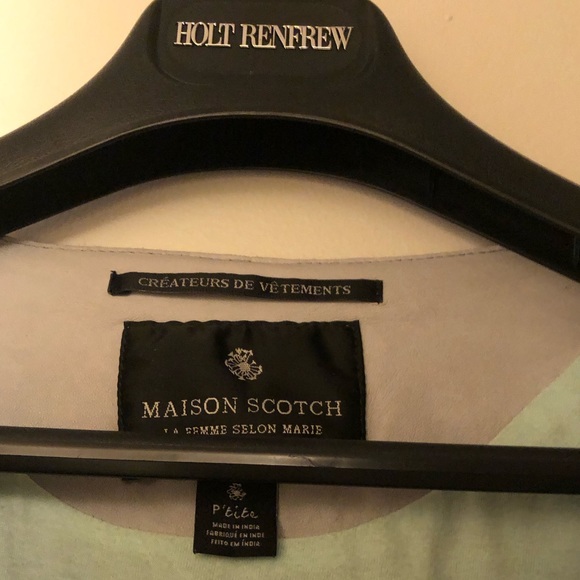 HOLT RENFREW
CRÉATEURS DE VÊTEMENTS
MAISON SCOTCH
LA FEMME SELON MARIE
P'tite
MADE IN INDIA
FABRIQUÉ EN INDE
FEITO EM ÍNDIA